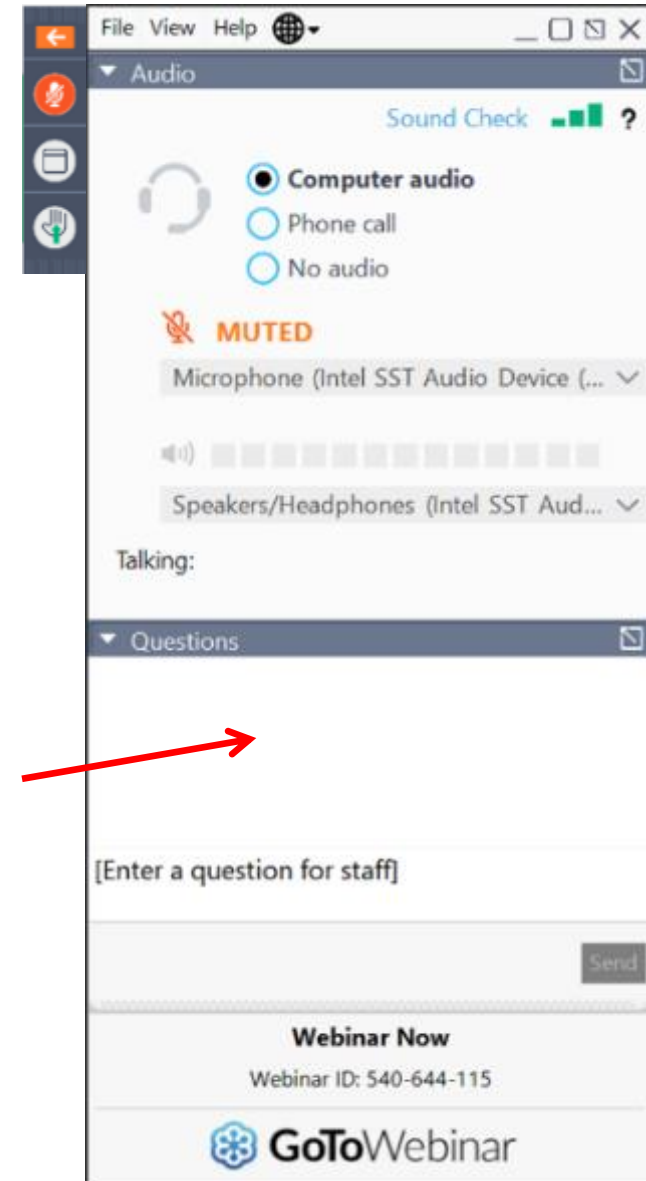 File View Help
Audio
Sound Check ?
Computer audio
Phone call
No audio
MUTED
Microphone (Intel SST Audio Device (...
Speakers/Headphones (Intel SST Aud...
Talking:
Questions
[Enter a question for staff]
Send
Webinar Now
Webinar ID: 540-644-115
GoToWebinar